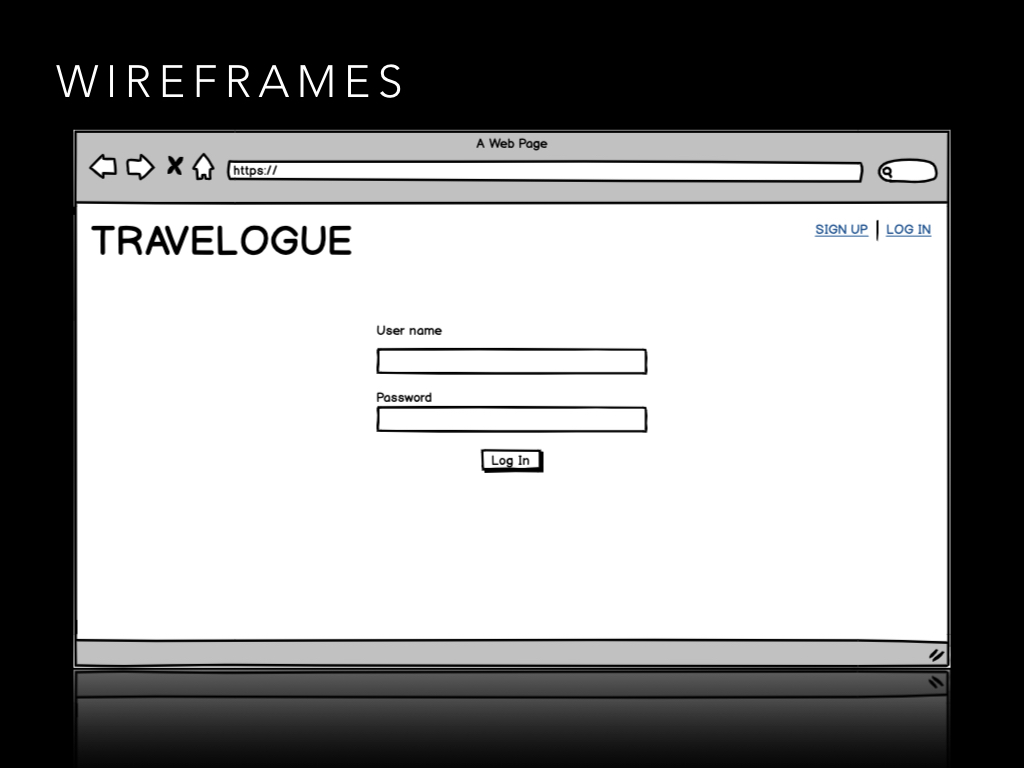 WIREFRAMES
A Web Page
https://
TRAVELOGUE
SIGN UP | LOG IN
User name
Password
Log In